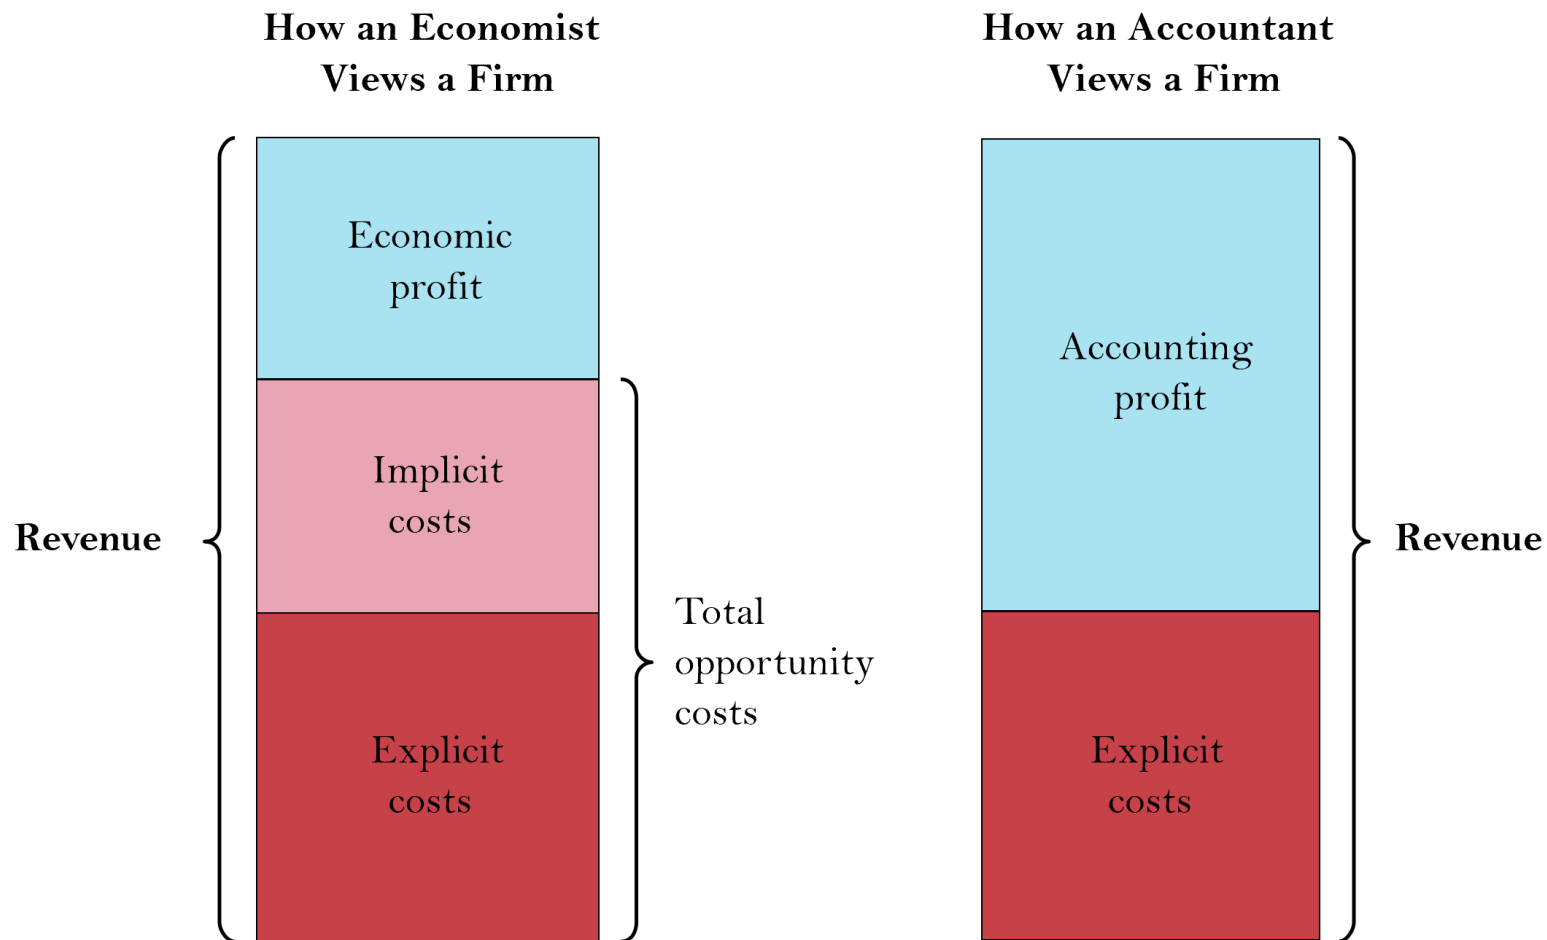 How an Economist
Views a Firm
How an Accountant
Views a Firm
Revenue
Economic
profit
Implicit
costs
Explicit
costs
Total
opportunity
costs
Accounting
profit
Explicit
costs
Revenue